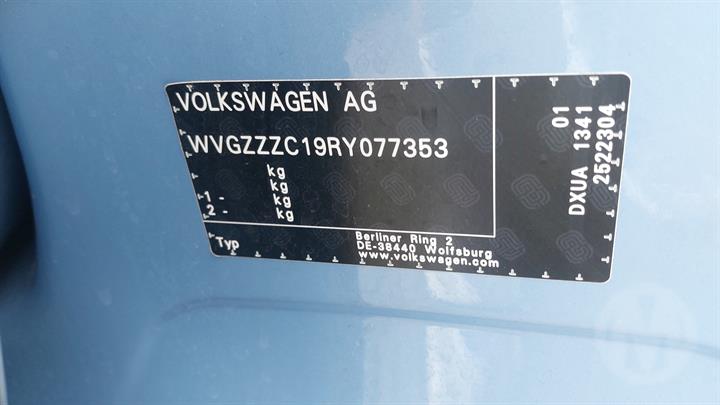 VOLKSWAGEN AG
WVGZZZC19RY077353
kg
kg
1 - kg
2 - kg
Typ
Berliner Ring 2
DE-38440 Wolfsburg
www.volkswagen.com
01
DXUA 1341
2522304